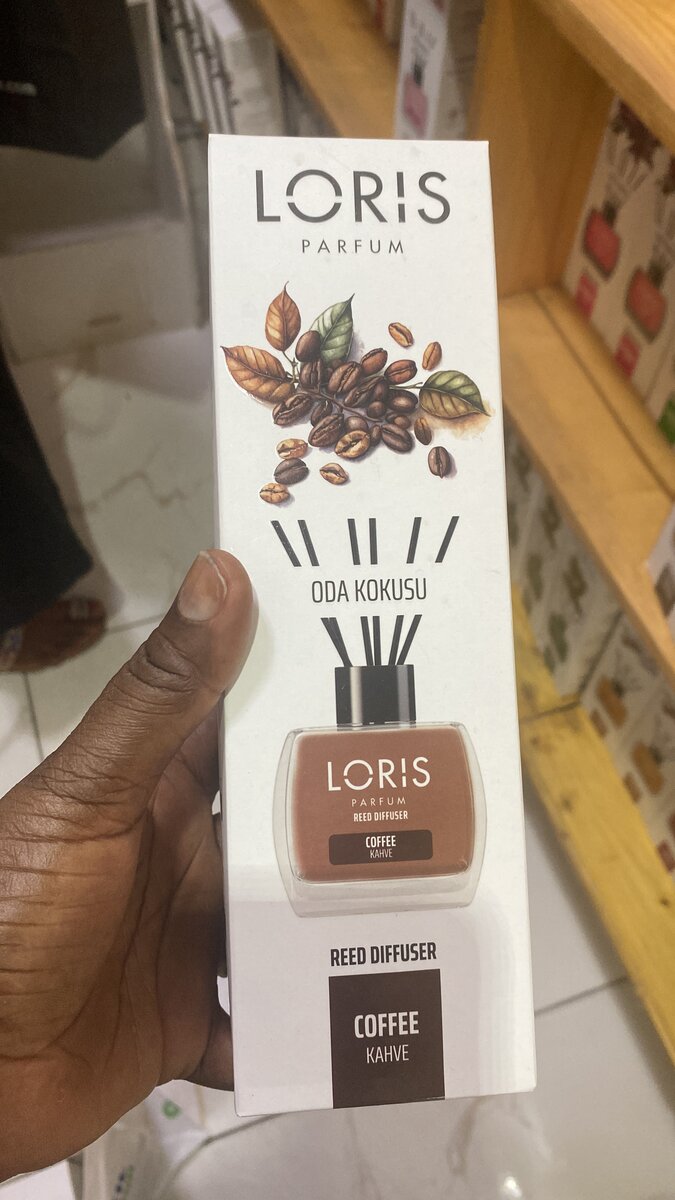 LORIS
PARFUM
ODA KOKUSU
LORIS
PARFUM
REED DIFFUSER
COFFEE
KAHVE
REED DIFFUSER
COFFEE
KAHVE